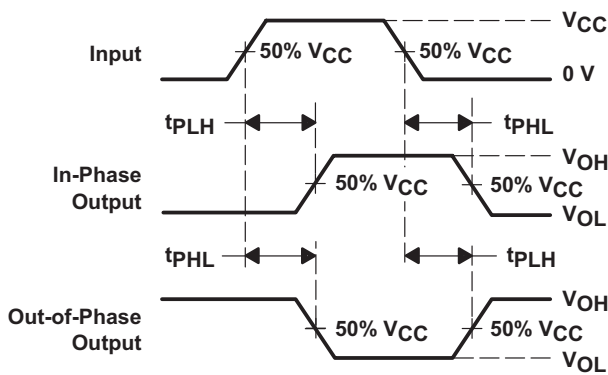 VCC
Input
50% VCC
50% VCC
0 V
tPLH
tPHL
VOH
In-Phase
Output
50% VCC
50% VCC
VOL
tPHL
tPLH
VOH
Out-of-Phase
Output
50% VCC
50% VCC
VOL